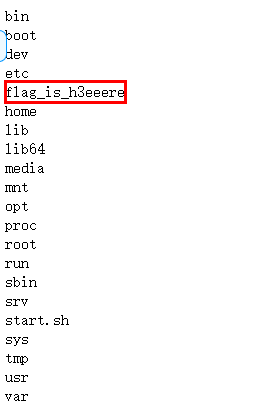 bin
boot
dev
etc
flag_is_h3eeere
home
lib
lib64
media
mnt
opt
proc
root
run
sbin
srv
start.sh
sys
tmp
usr
var